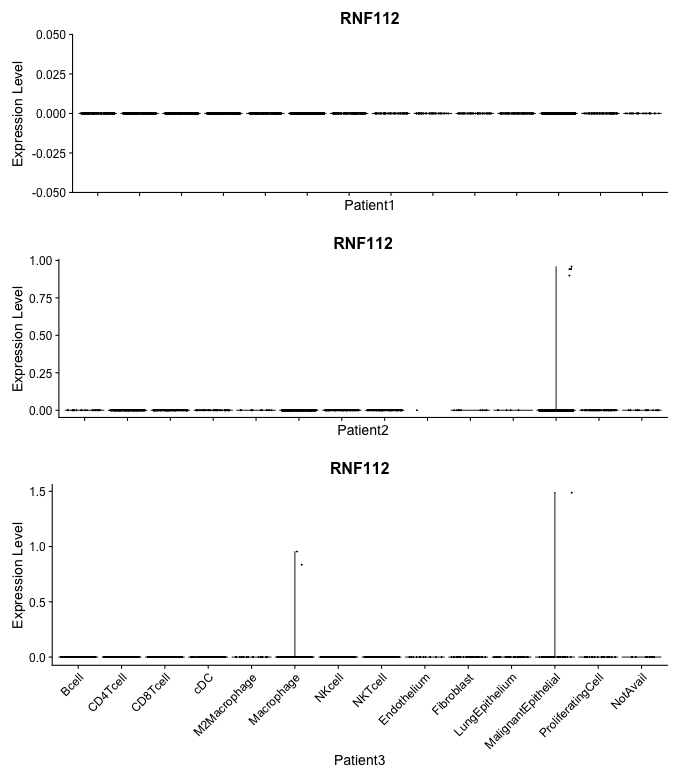 RNF112
Expression Level
0.050
0.025
0.000
-0.025
-0.050
Patient1
RNF112
Expression Level
1.00
0.75
0.50
0.25
0.00
Patient2
RNF112
Expression Level
1.5
1.0
0.5
0.0
Bcell
CD4Tcell
CD8Tcell
cDC
M2Macrophage
Macrophage
NKcell
NKTcell
Endothelium
Fibroblast
LungEpithelium
MalignantEpithelial
ProliferatingCell
NotAvail
Patient3